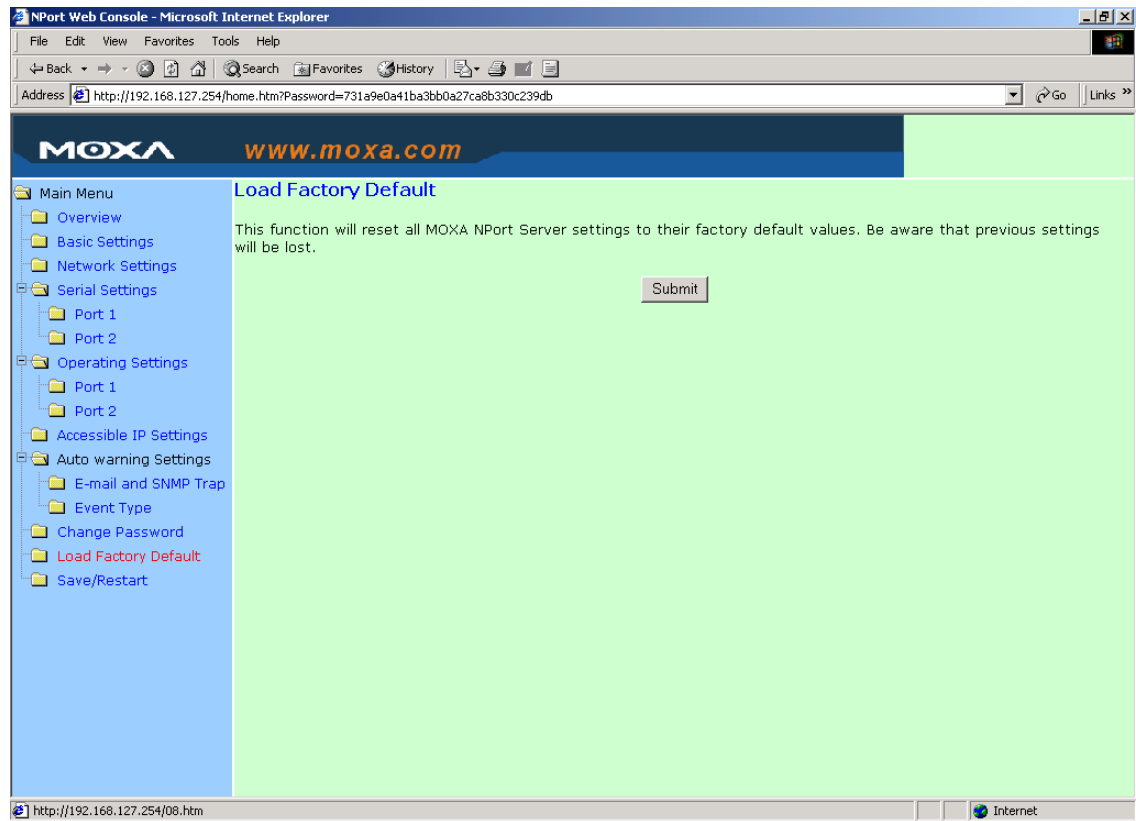 NPort Web Console - Microsoft Internet Explorer
File Edit View Favorites Tools Help
Back Search Favorites History
Address http://192.168.127.254/home.htm?Password=731a9e0a41ba3bb0a27ca8b330c239db Go Links »
MOXA www.moxa.com
Main Menu
Overview
Basic Settings
Network Settings
Serial Settings
Port 1
Port 2
Operating Settings
Port 1
Port 2
Accessible IP Settings
Auto warning Settings
E-mail and SNMP Trap
Event Type
Change Password
Load Factory Default
Save/Restart
Load Factory Default
This function will reset all MOXA NPort Server settings to their factory default values. Be aware that previous settings
will be lost.
Submit
http://192.168.127.254/08.htm Internet